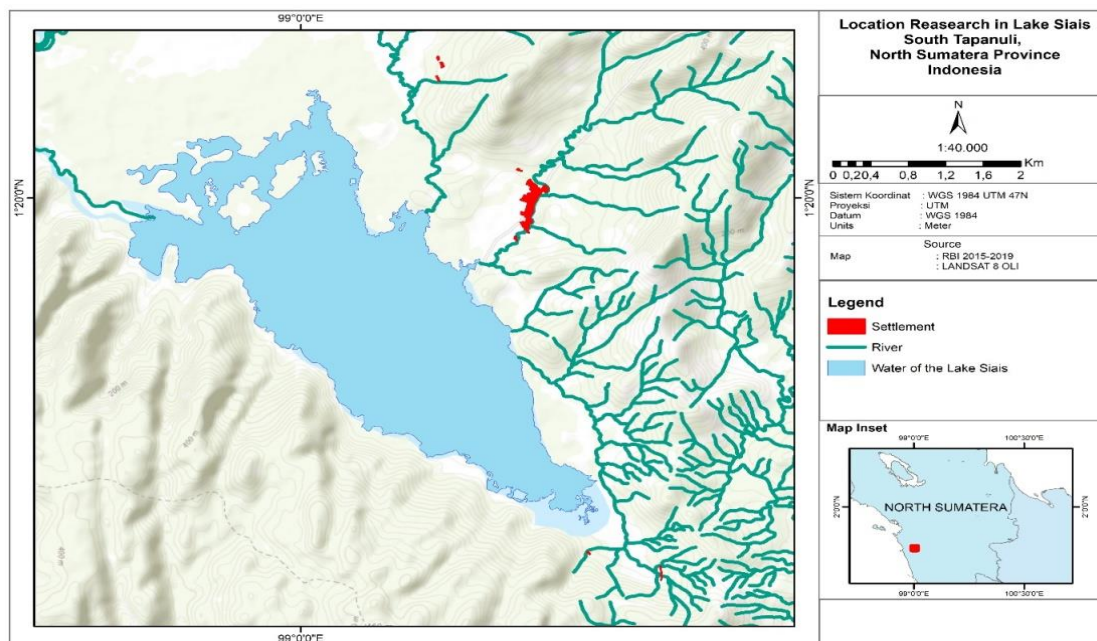 99°0'0"E
1°20'0"N
1°20'0"N
200 m
400 m
400 m
99°0'0"E
Location Reasearch in Lake Siais
South Tapanuli,
North Sumatera Province
Indonesia
N
1:40.000
0 0,20,4 0,8 1,2 1,6 2 Km
Sistem Koordinat : WGS 1984 UTM 47N
Proyeksi : UTM
Datum : WGS 1984
Units : Meter
Source
Map : RBI 2015-2019
: LANDSAT 8 OLI
Legend
Settlement
River
Water of the Lake Siais
Map Inset
99°0'0"E 100°30'0"E
2°0'N
NORTH SUMATERA
2°0'N
99°0'0"E 100°30'0"E